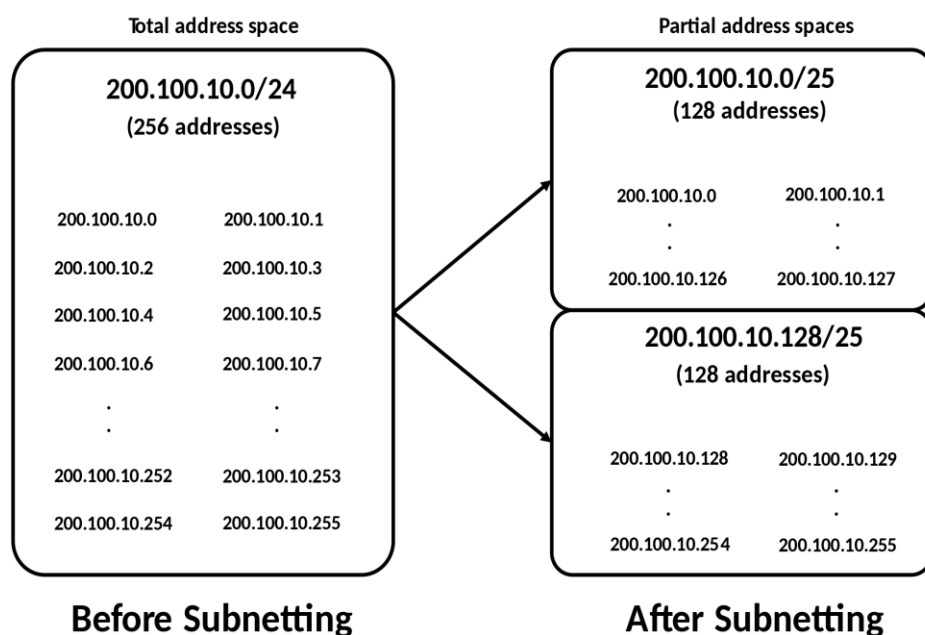 Total address space
200.100.10.0/24
(256 addresses)
200.100.10.0 200.100.10.1
200.100.10.2 200.100.10.3
200.100.10.4 200.100.10.5
200.100.10.6 200.100.10.7
. .
. .
200.100.10.252 200.100.10.253
200.100.10.254 200.100.10.255
Before Subnetting
Partial address spaces
200.100.10.0/25
(128 addresses)
200.100.10.0 200.100.10.1
. .
. .
200.100.10.126 200.100.10.127
200.100.10.128/25
(128 addresses)
200.100.10.128 200.100.10.129
. .
. .
200.100.10.254 200.100.10.255
After Subnetting